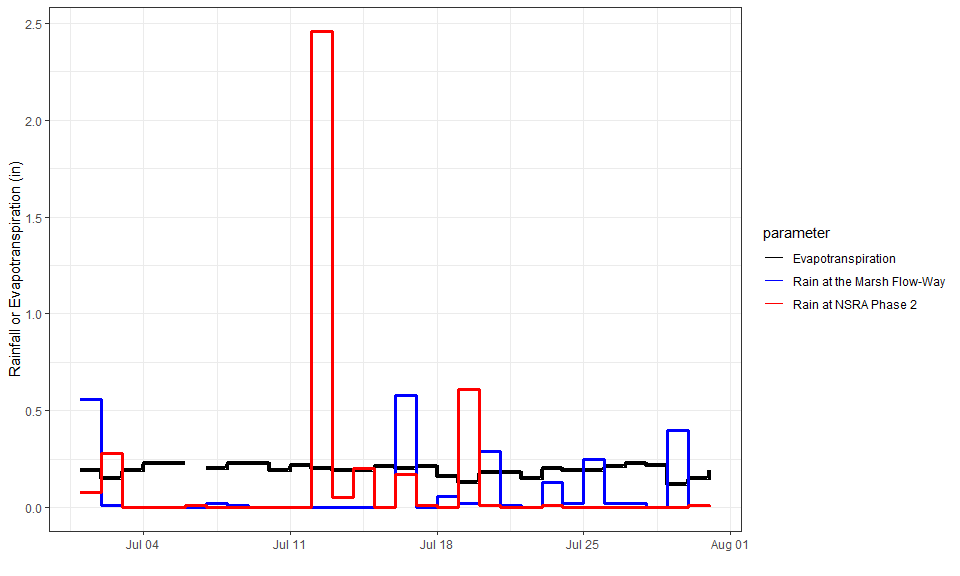 Rainfall or Evapotranspiration (in)
2.5
2.0
1.5
1.0
0.5
0.0
Jul 04
Jul 11
Jul 18
Jul 25
Aug 01
parameter
Evapotranspiration
Rain at the Marsh Flow-Way
Rain at NSRA Phase 2